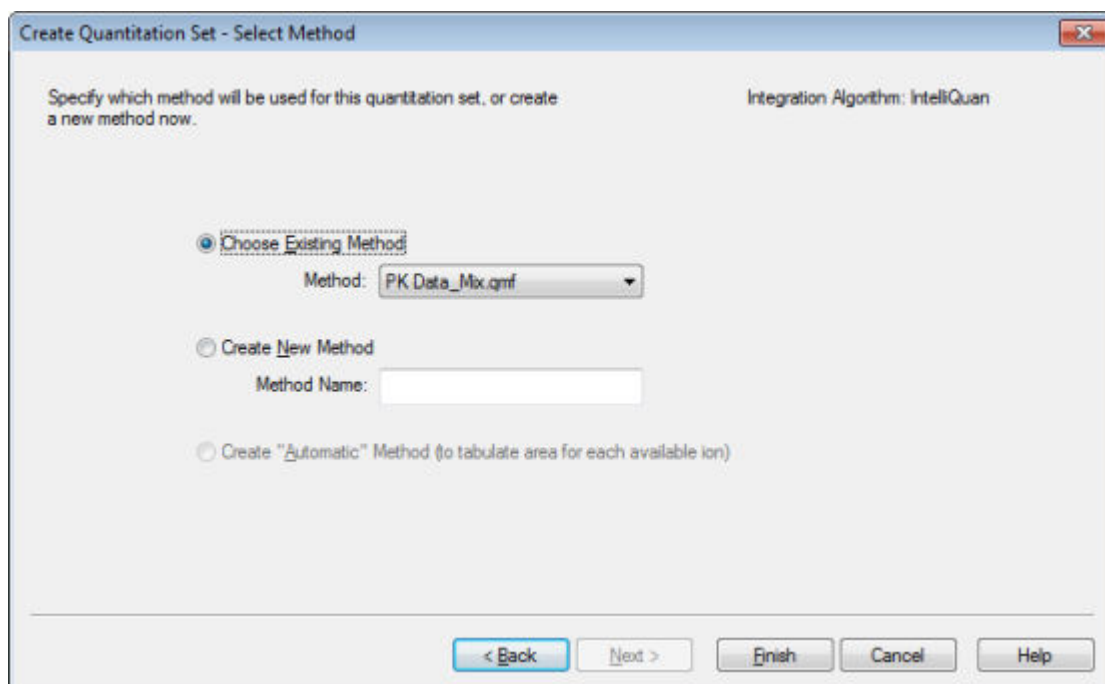 Create Quantitation Set - Select Method
Specify which method will be used for this quantitation set, or create
a new method now.
Integration Algorithm: IntelliQuan
Choose Existing Method
Method: PK Data_Mix.qmf
Create New Method
Method Name:
Create "Automatic" Method (to tabulate area for each available ion)
< Back Next > Finish Cancel Help